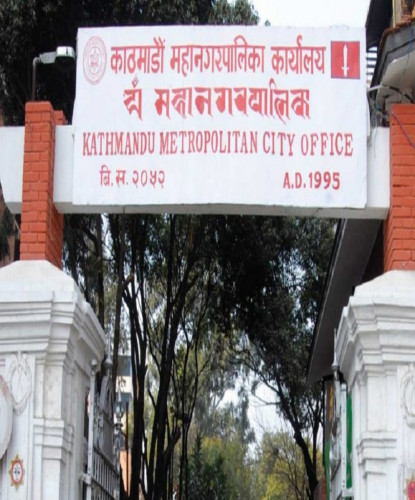 काठमाडौं महानगरपालिका कार्यालय
KATHMANDU METROPOLITAN CITY OFFICE
बि.स. २०५२ A.D. 1995